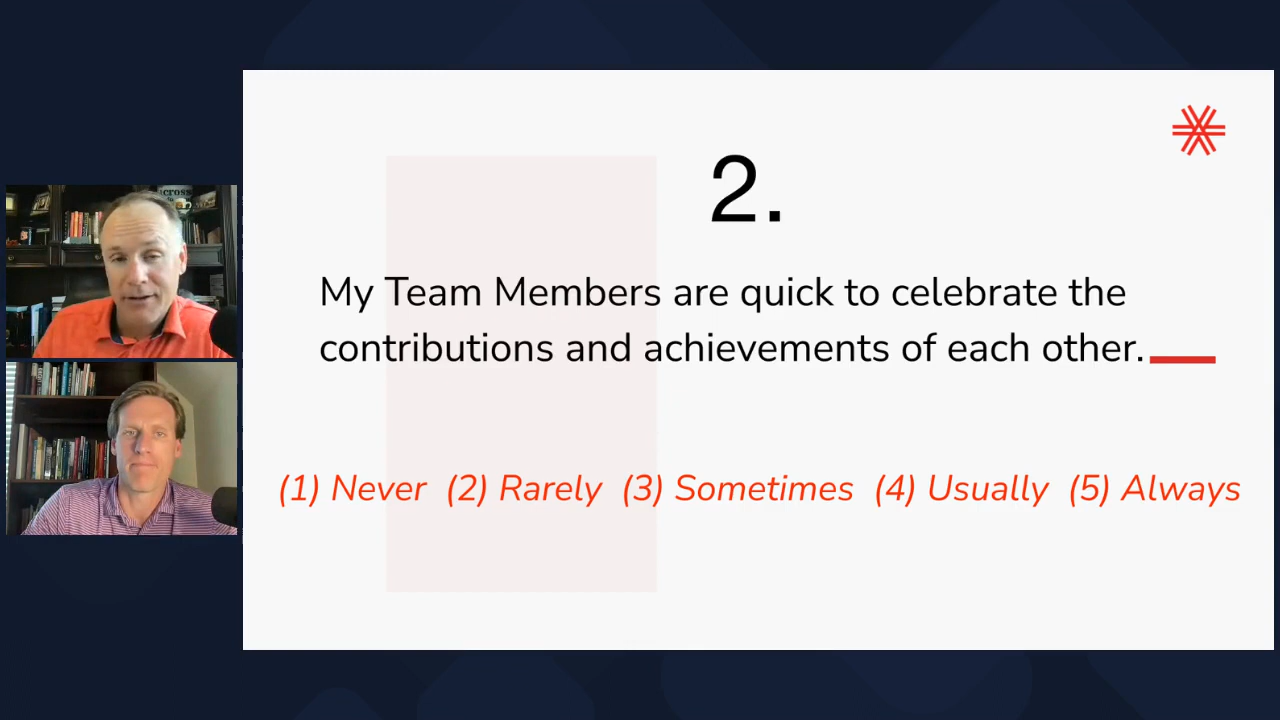 2.
My Team Members are quick to celebrate the
contributions and achievements of each other.
(1) Never (2) Rarely (3) Sometimes (4) Usually (5) Always